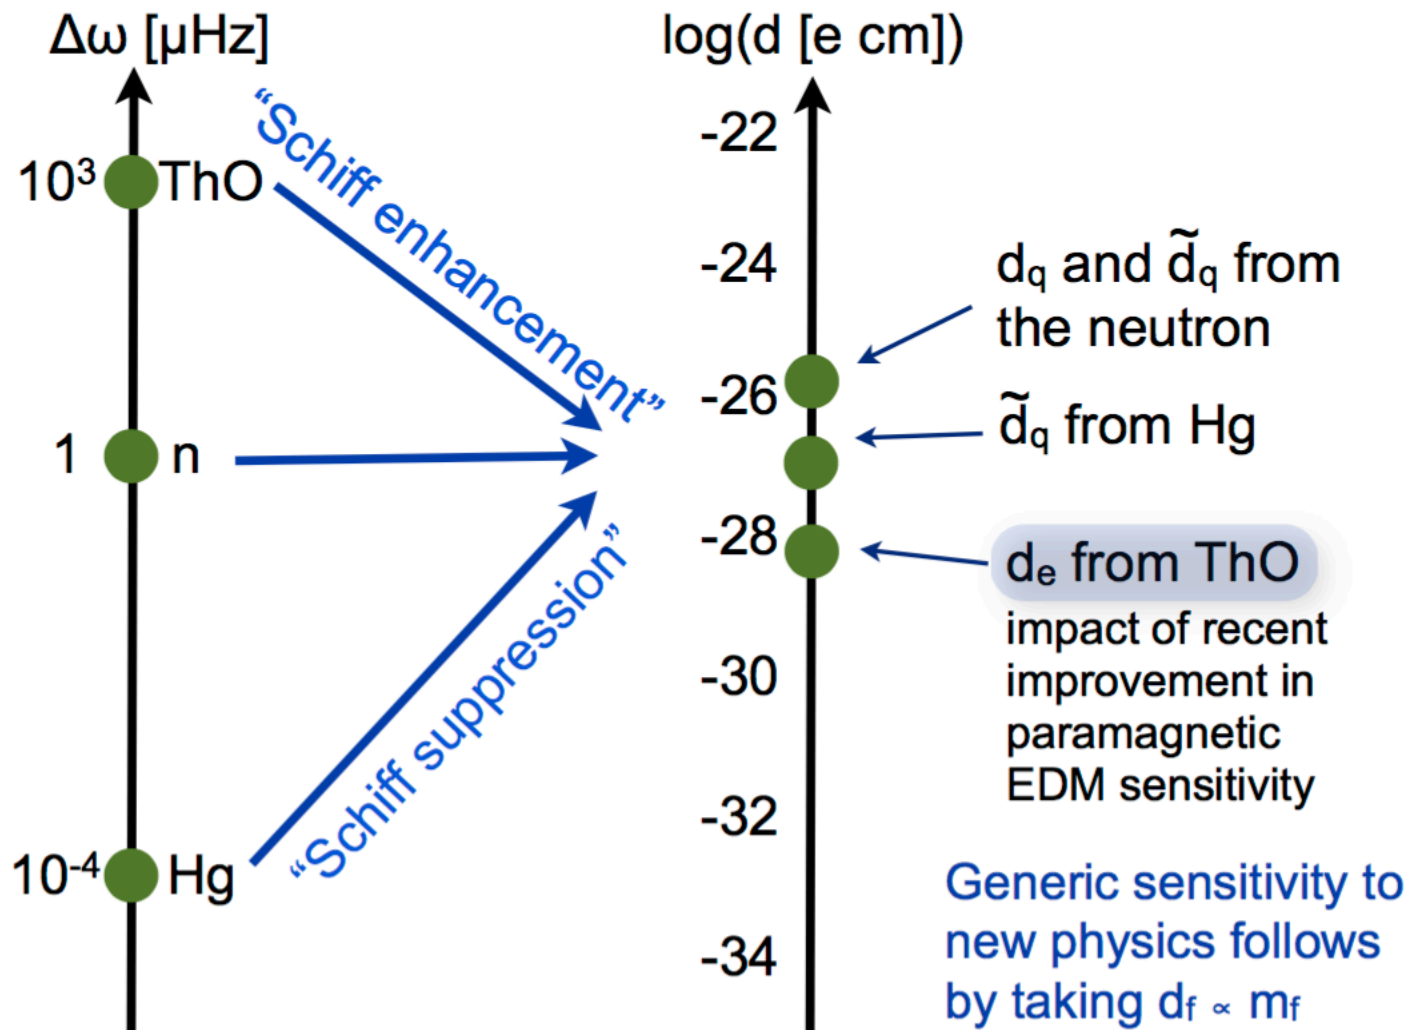 Δω [μHz]
10³ ThO
1 n
10⁻⁴ Hg
“Schiff enhancement”
“Schiff suppression”
log(d [e cm])
-22
-24
-26
-28
-30
-32
-34
d_q and d̃_q from
the neutron
d̃_q from Hg
d_e from ThO
impact of recent
improvement in
paramagnetic
EDM sensitivity
Generic sensitivity to
new physics follows
by taking d_f ∝ m_f